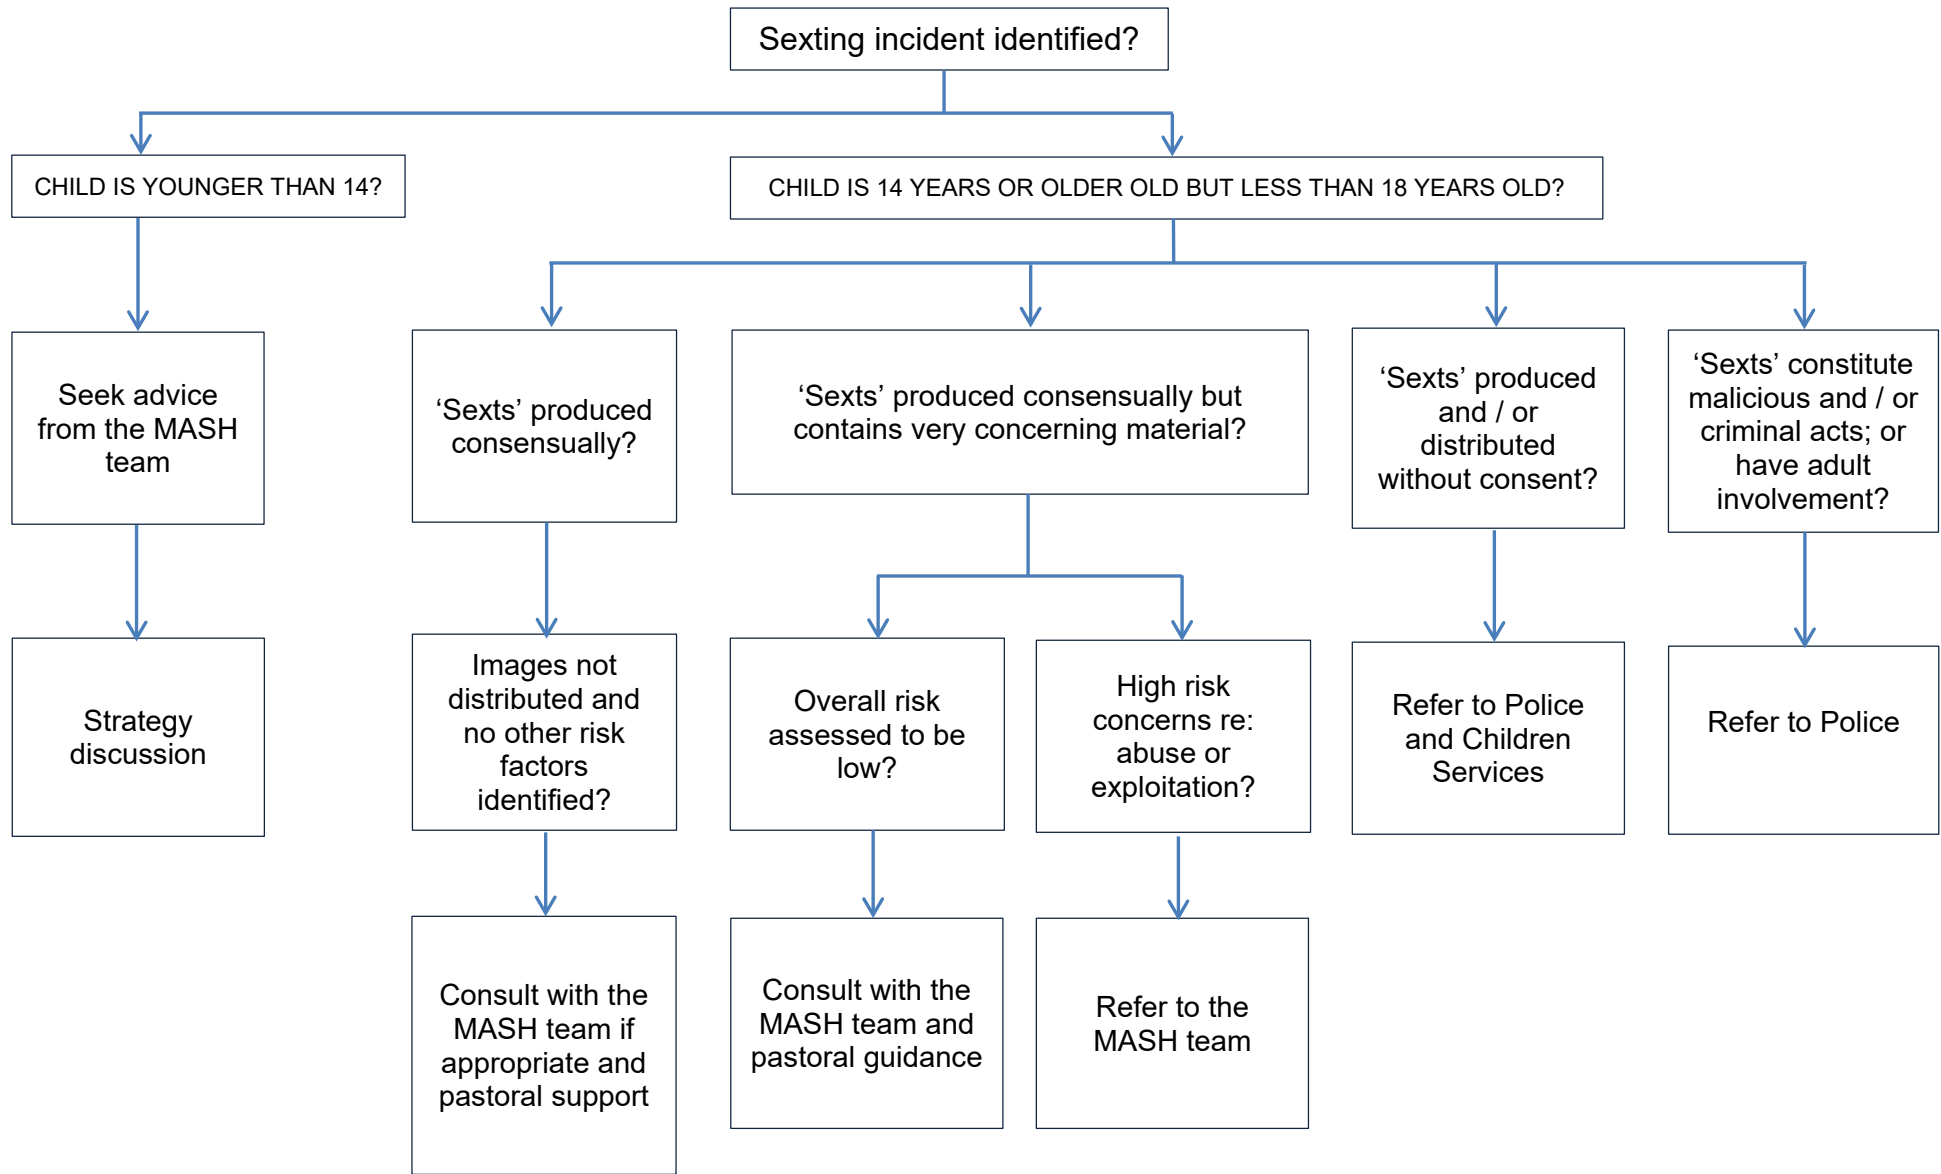 Sexting incident identified?
CHILD IS YOUNGER THAN 14?
CHILD IS 14 YEARS OR OLDER OLD BUT LESS THAN 18 YEARS OLD?
Seek advice
from the MASH
team
‘Sexts’ produced
consensually?
‘Sexts’ produced consensually but
contains very concerning material?
‘Sexts’ produced
and / or
distributed
without consent?
‘Sexts’ constitute
malicious and / or
criminal acts; or
have adult
involvement?
Strategy
discussion
Images not
distributed and
no other risk
factors
identified?
Overall risk
assessed to be
low?
High risk
concerns re:
abuse or
exploitation?
Refer to Police
and Children
Services
Refer to Police
Consult with the
MASH team if
appropriate and
pastoral support
Consult with the
MASH team and
pastoral guidance
Refer to the
MASH team